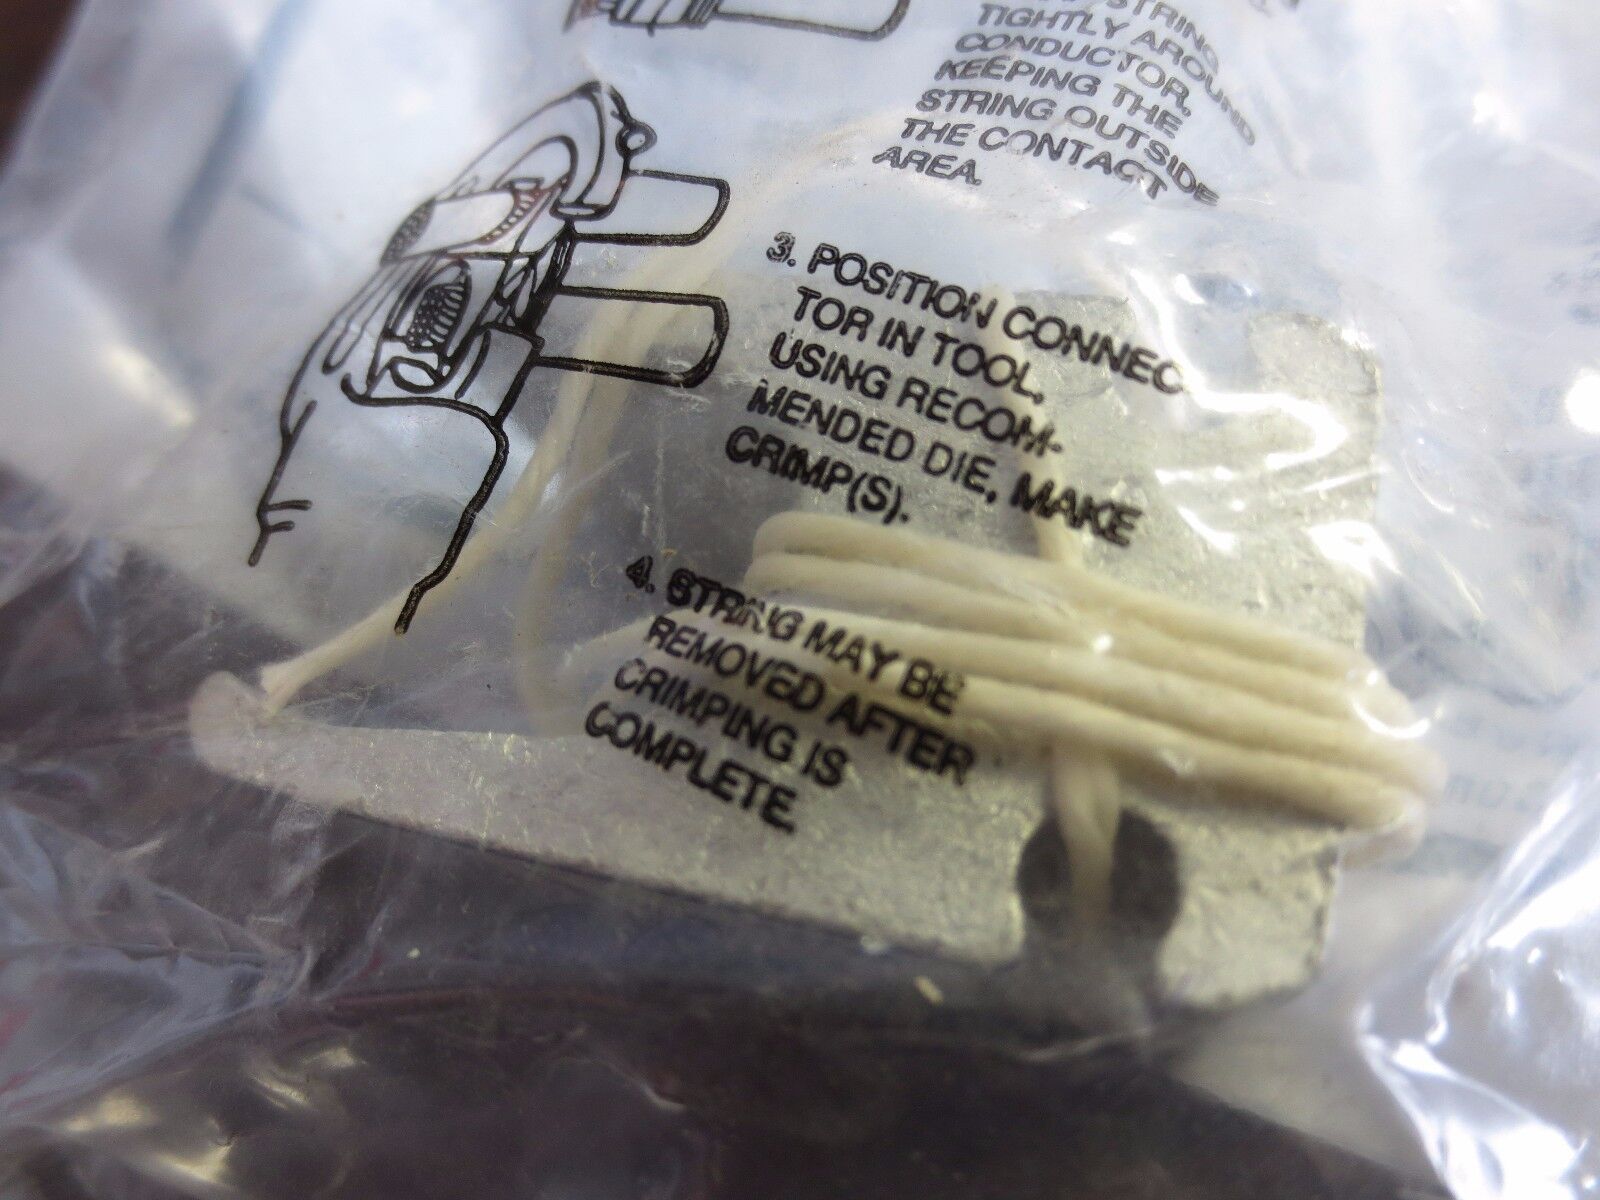 STRING
TIGHTLY AROUND
CONDUCTOR,
KEEPING THE
STRING OUTSIDE
THE CONTACT
AREA.
3. POSITION CONNEC-
TOR IN TOOL,
USING RECOM-
MENDED DIE, MAKE
CRIMP(S).
4. STRING MAY BE
REMOVED AFTER
CRIMPING IS
COMPLETE.